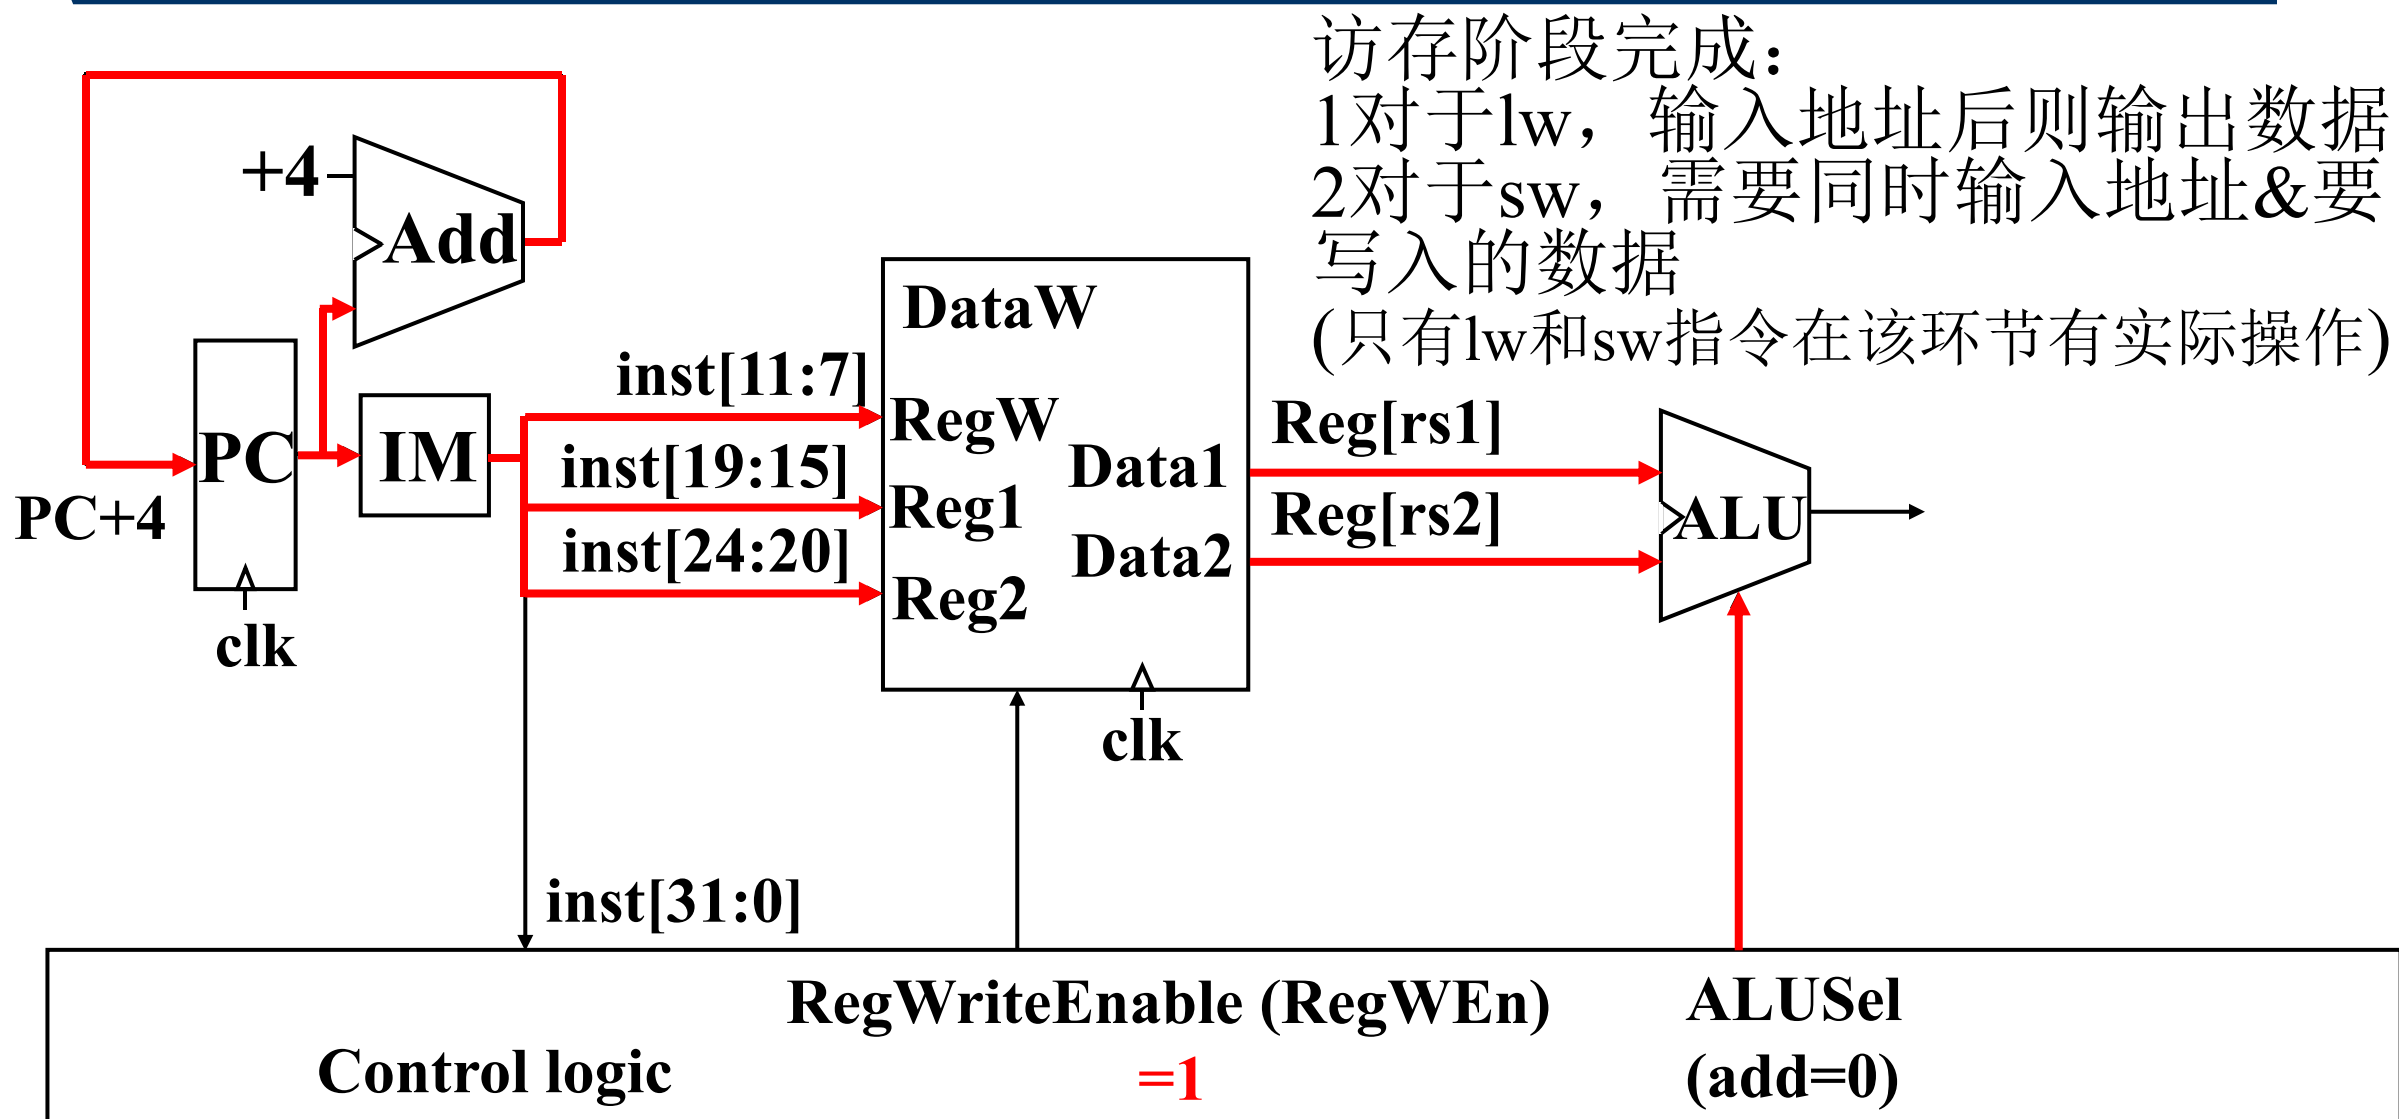 访存阶段完成：
1对于lw，输入地址后则输出数据
2对于sw，需要同时输入地址&要
写入的数据
(只有lw和sw指令在该环节有实际操作)
+4
Add
DataW
inst[11:7]
RegW
Reg[rs1]
PC
IM
inst[19:15]
Data1
PC+4
Reg1
Reg[rs2]
ALU
inst[24:20]
Data2
Reg2
clk
clk
inst[31:0]
RegWriteEnable (RegWEn)
ALUSel
Control logic
=1
(add=0)